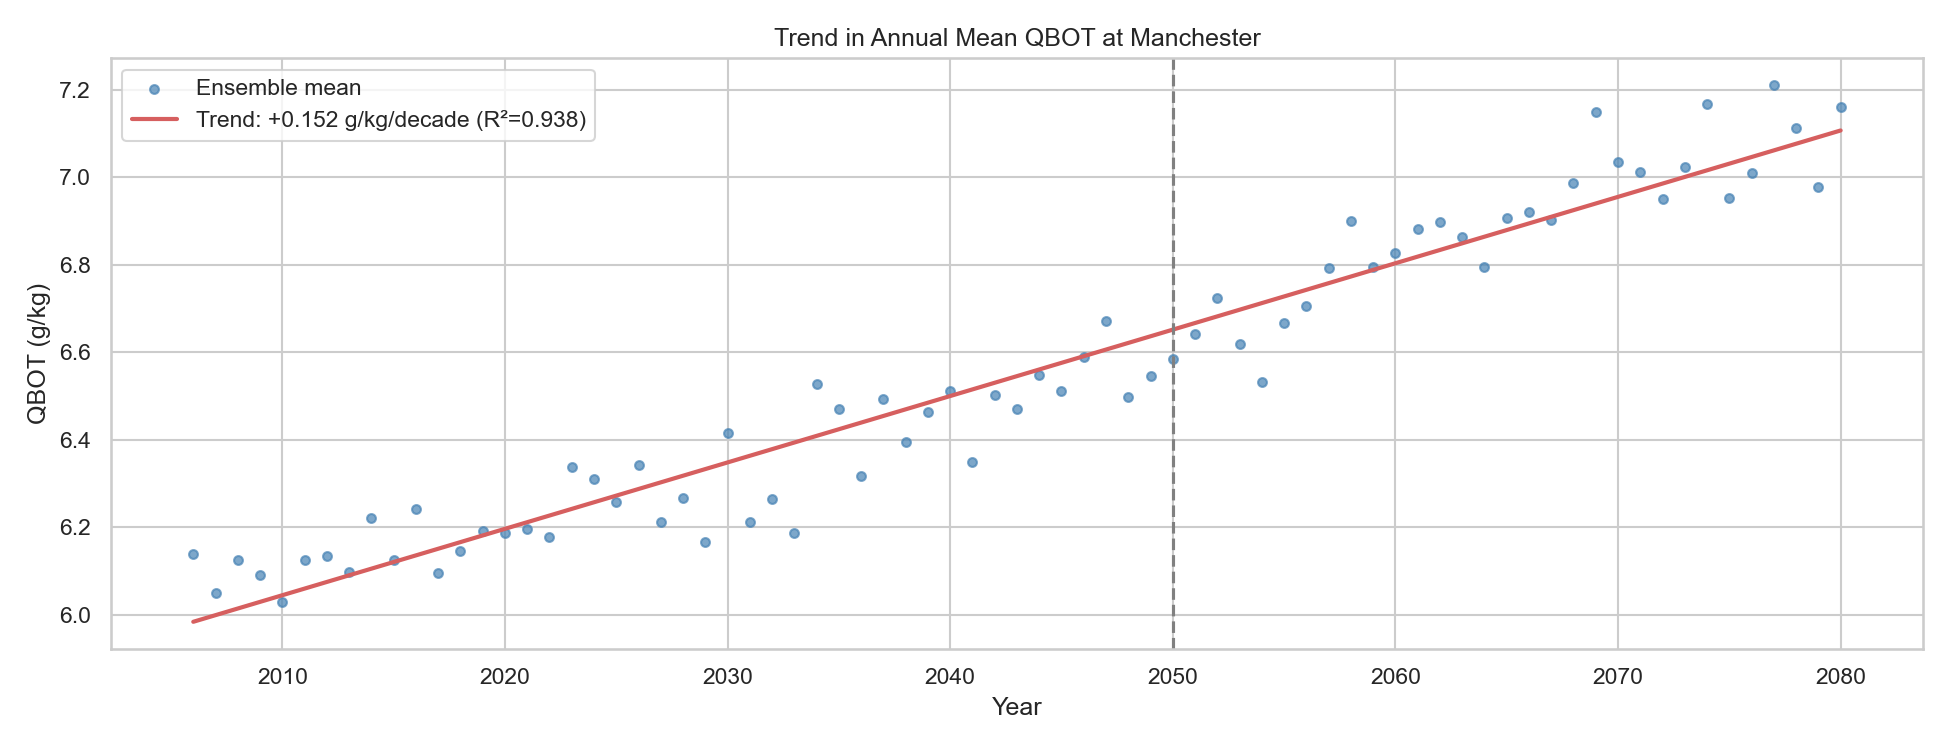 Trend in Annual Mean QBOT at Manchester
Ensemble mean
Trend: +0.152 g/kg/decade (R²=0.938)
QBOT (g/kg)
7.2
7.0
6.8
6.6
6.4
6.2
6.0
2010 2020 2030 2040 2050 2060 2070 2080
Year